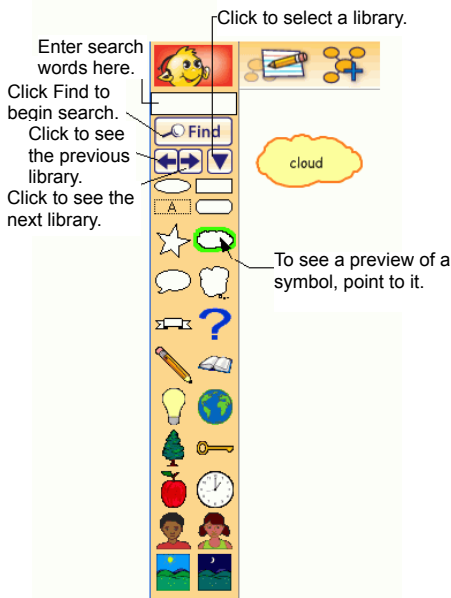 Click to select a library.
Enter search
words here.
Click Find to
begin search.
Find
Click to see
the previous
library.
Click to see the
next library.
A
cloud
To see a preview of a
symbol, point to it.
?